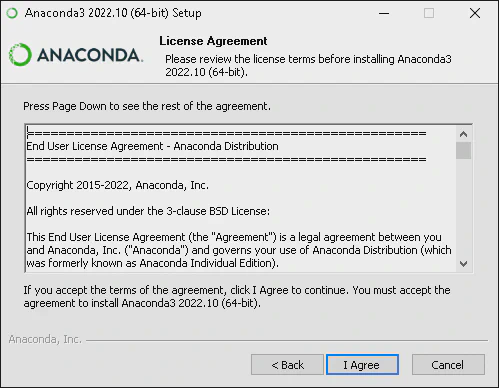 Anaconda3 2022.10 (64-bit) Setup
License Agreement
Please review the license terms before installing Anaconda3
2022.10 (64-bit).
ANACONDA.
Press Page Down to see the rest of the agreement.
====================================================
End User License Agreement - Anaconda Distribution
====================================================
Copyright 2015-2022, Anaconda, Inc.
All rights reserved under the 3-clause BSD License:
This End User License Agreement (the "Agreement") is a legal agreement between you
and Anaconda, Inc. ("Anaconda") and governs your use of Anaconda Distribution (which
was formerly known as Anaconda Individual Edition).
If you accept the terms of the agreement, click I Agree to continue. You must accept the
agreement to install Anaconda3 2022.10 (64-bit).
Anaconda, Inc.
< Back
I Agree
Cancel